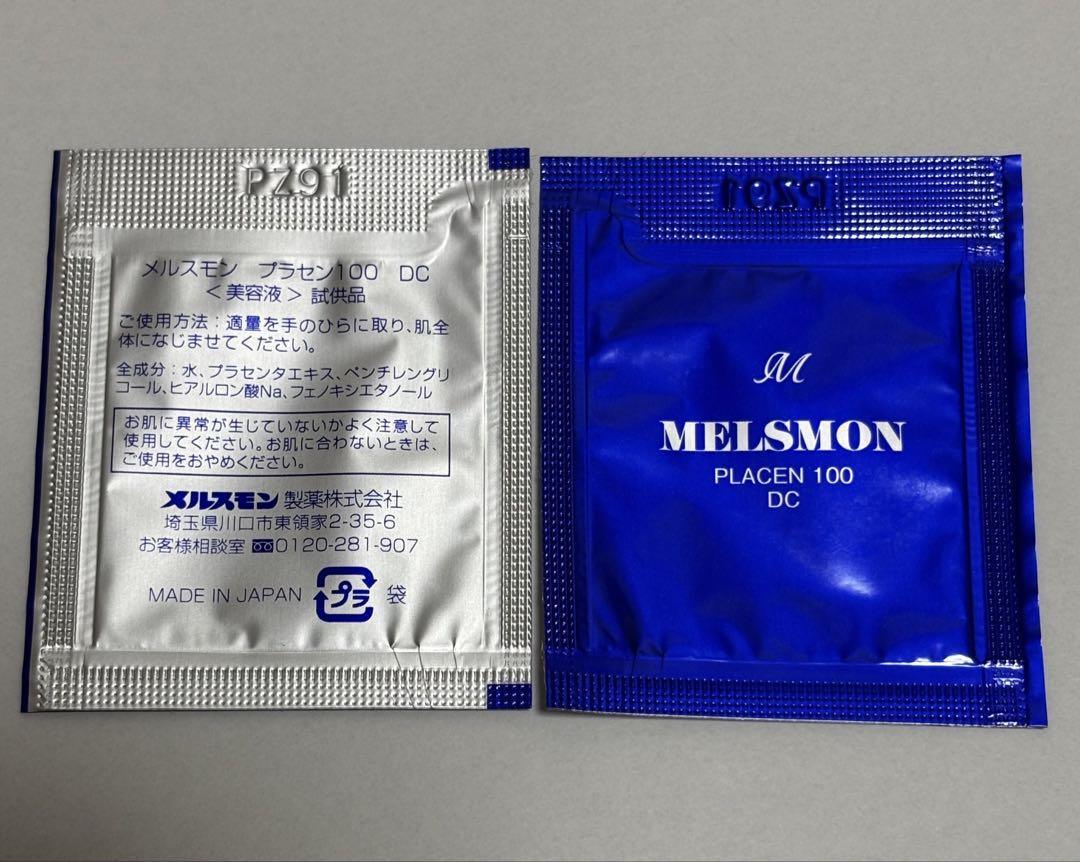 PZ91
メルスモン プラセン100 DC
＜美容液＞試供品
ご使用方法：適量を手のひらに取り、肌全
体になじませてください。
全成分：水、プラセンタエキス、ペンチレングリ
コール、ヒアルロン酸Na、フェノキシエタノール
お肌に異常が生じていないかよく注意して
使用してください。お肌に合わないときは、
ご使用をおやめください。
メルスモン製薬株式会社
埼玉県川口市東領家2-35-6
お客様相談室 0120-281-907
MADE IN JAPAN プラ 袋
PZ91
M
MELSMON
PLACEN 100
DC